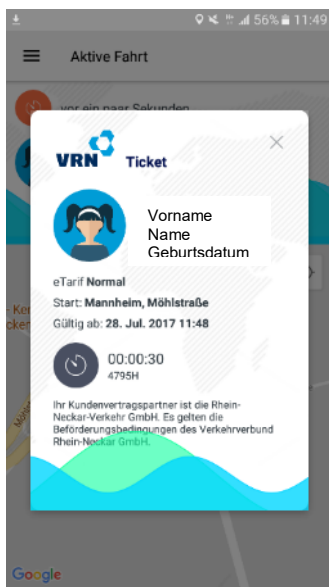 56% 11:49
Aktive Fahrt
vor ein paar Sekunden
VRN Ticket
Vorname
Name
Geburtsdatum
eTarif Normal
Start: Mannheim, Möhlstraße
Gültig ab: 28. Jul. 2017 11:48
00:00:30
4795H
Ihr Kundenvertragspartner ist die Rhein-
Neckar-Verkehr GmbH. Es gelten die
Beförderungsbedingungen des Verkehrverbund
Rhein-Neckar GmbH.
Google